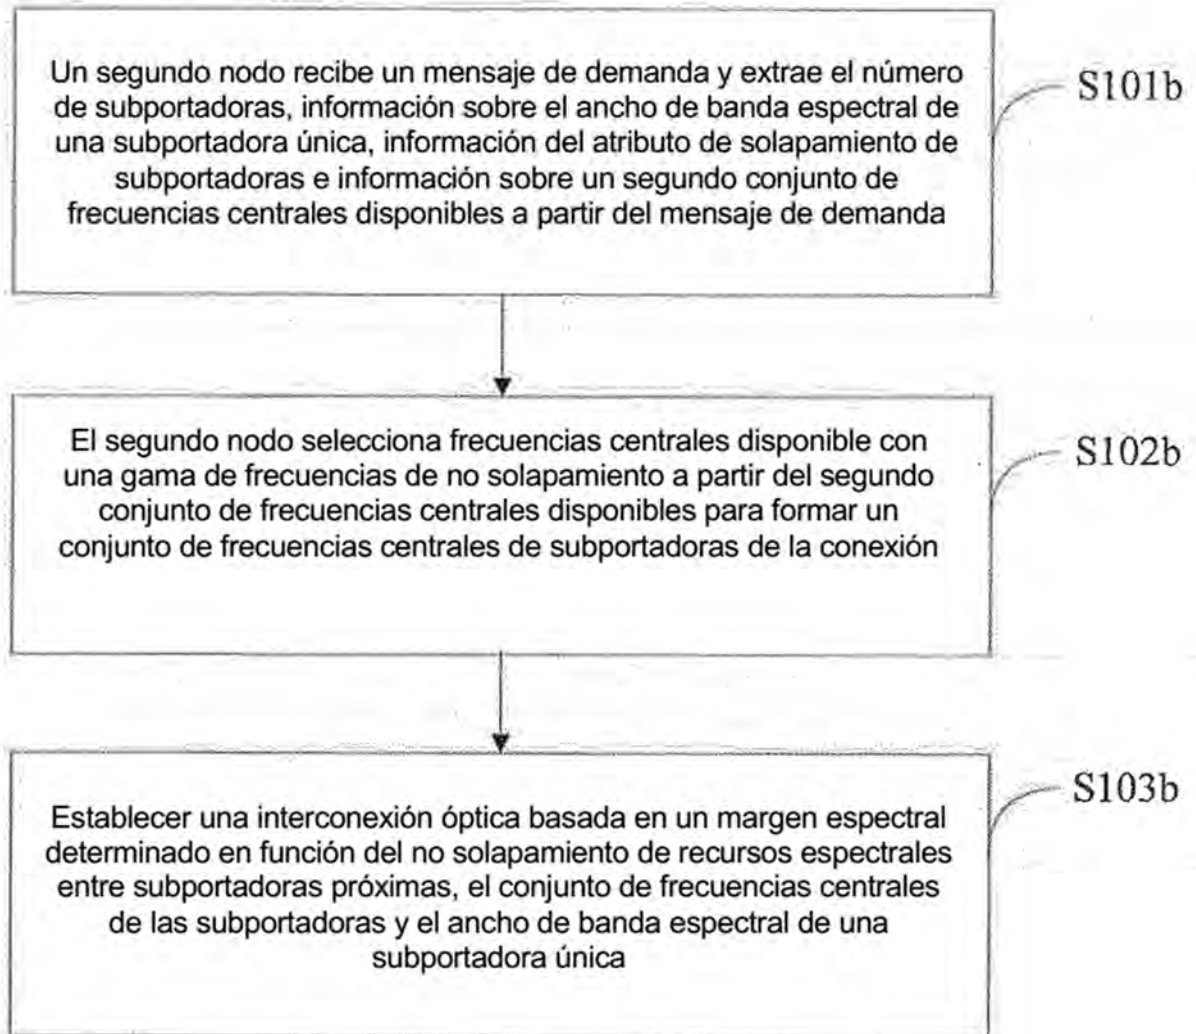 Un segundo nodo recibe un mensaje de demanda y extrae el número
de subportadoras, información sobre el ancho de banda espectral de
una subportadora única, información del atributo de solapamiento de
subportadoras e información sobre un segundo conjunto de
frecuencias centrales disponibles a partir del mensaje de demanda
S101b
El segundo nodo selecciona frecuencias centrales disponible con
una gama de frecuencias de no solapamiento a partir del segundo
conjunto de frecuencias centrales disponibles para formar un
conjunto de frecuencias centrales de subportadoras de la conexión
S102b
Establecer una interconexión óptica basada en un margen espectral
determinado en función del no solapamiento de recursos espectrales
entre subportadoras próximas, el conjunto de frecuencias centrales
de las subportadoras y el ancho de banda espectral de una
subportadora única
S103b